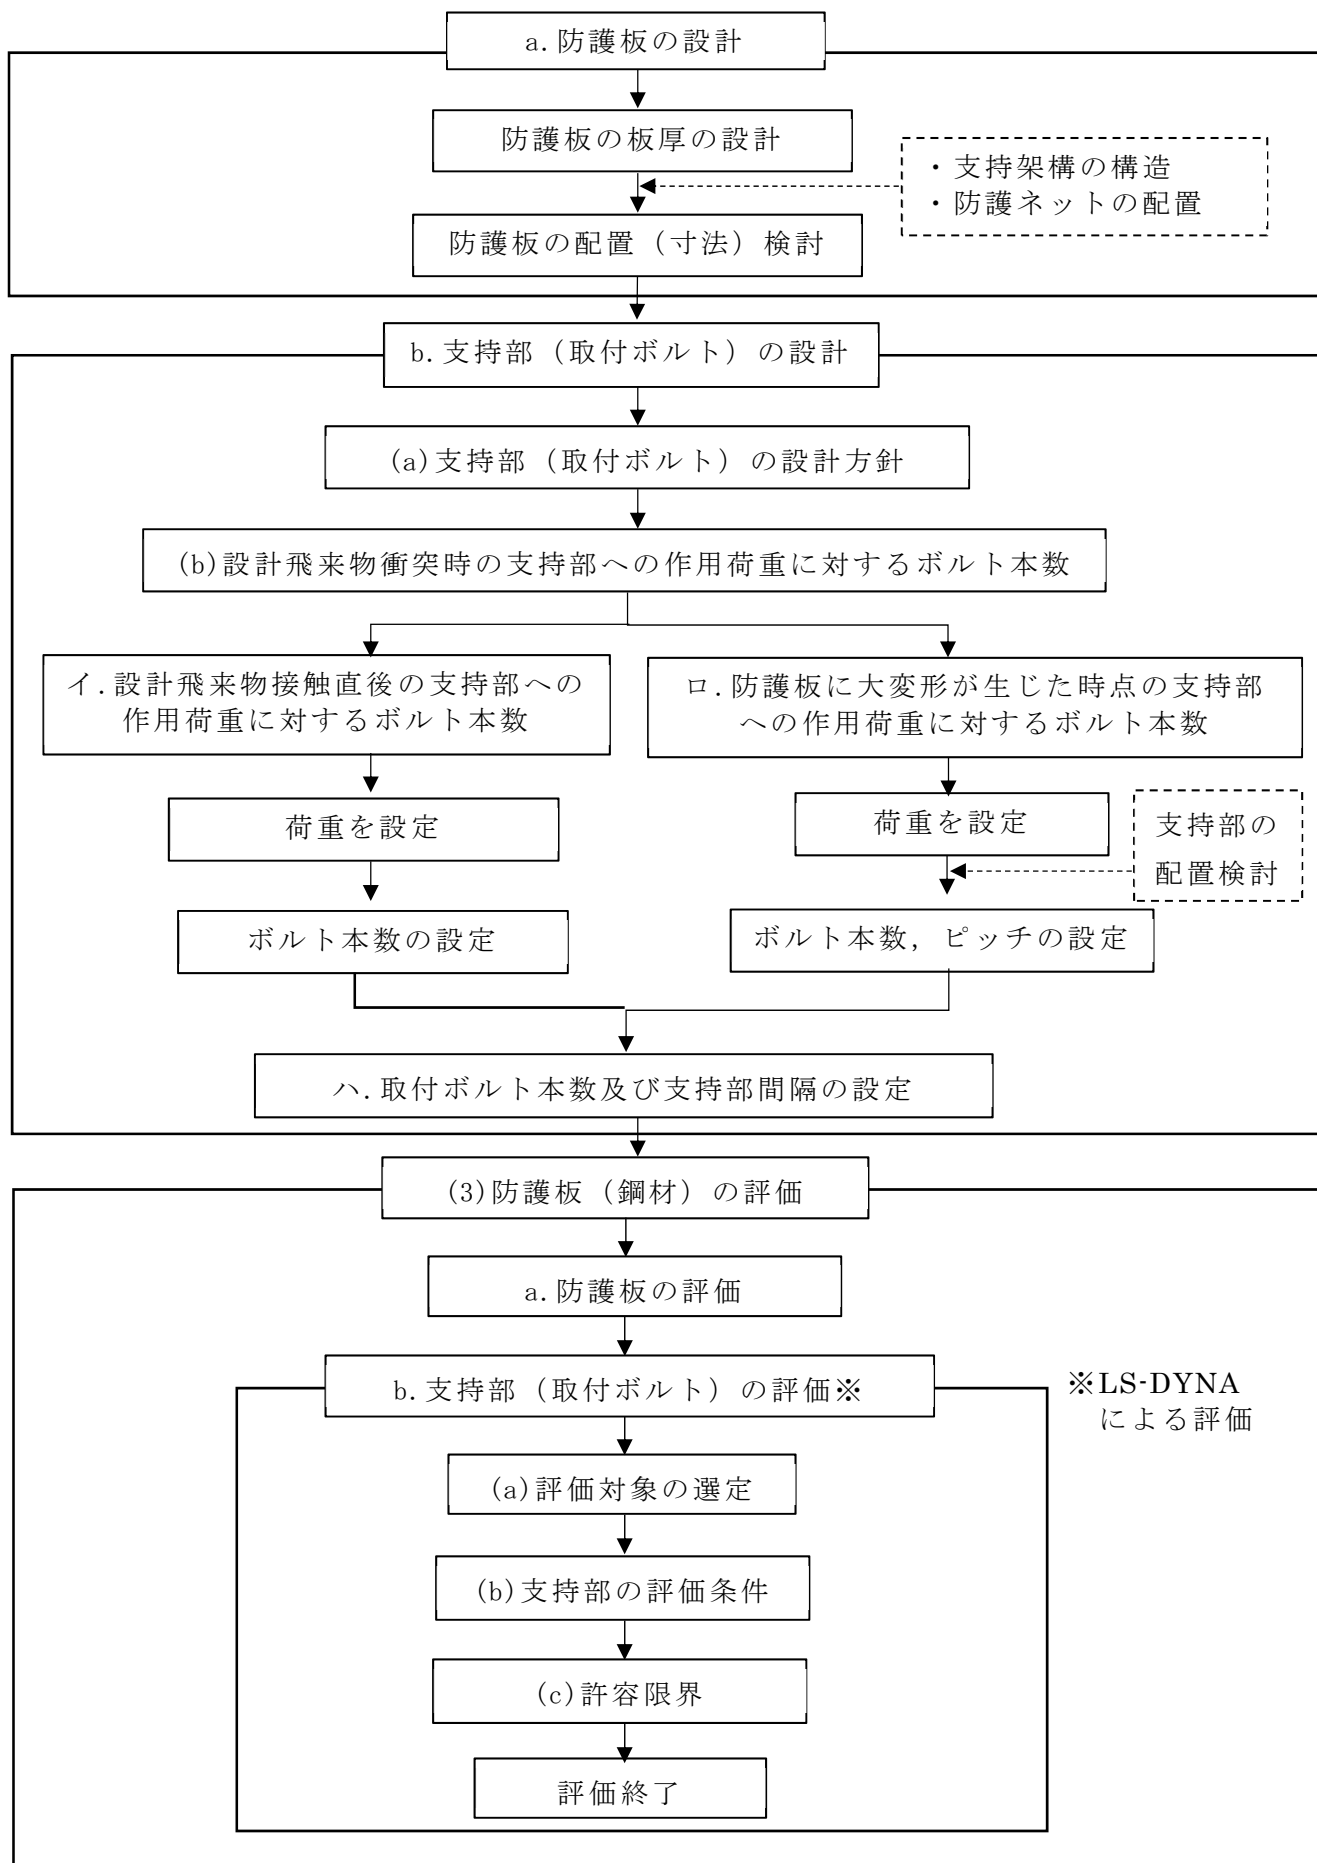 a.防護板の設計
防護板の板厚の設計
・支持架構の構造
・防護ネットの配置
防護板の配置（寸法）検討
b.支持部（取付ボルト）の設計
(a)支持部（取付ボルト）の設計方針
(b)設計飛来物衝突時の支持部への作用荷重に対するボルト本数
イ.設計飛来物接触直後の支持部への
作用荷重に対するボルト本数
ロ.防護板に大変形が生じた時点の支持部
への作用荷重に対するボルト本数
荷重を設定
荷重を設定
支持部の
配置検討
ボルト本数の設定
ボルト本数，ピッチの設定
ハ.取付ボルト本数及び支持部間隔の設定
(3)防護板（鋼材）の評価
a.防護板の評価
b.支持部（取付ボルト）の評価※
※LS-DYNA
による評価
(a)評価対象の選定
(b)支持部の評価条件
(c)許容限界
評価終了